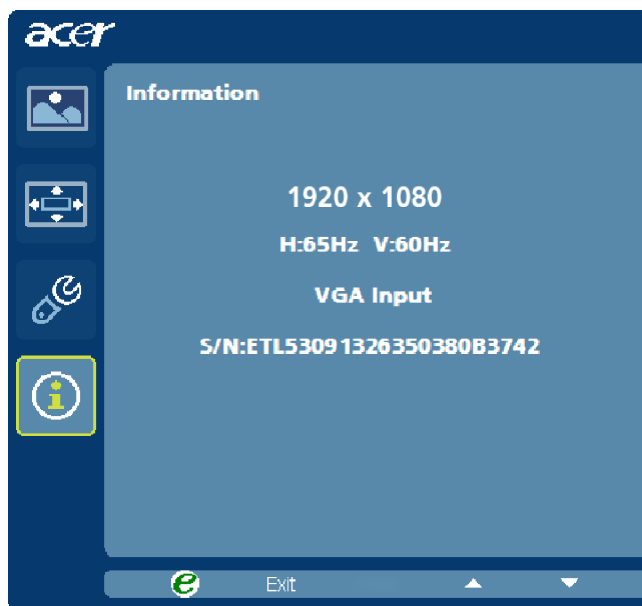 acer
Information
1920 x 1080
H:65Hz V:60Hz
VGA Input
S/N:ETL53091326350380B3742
e Exit